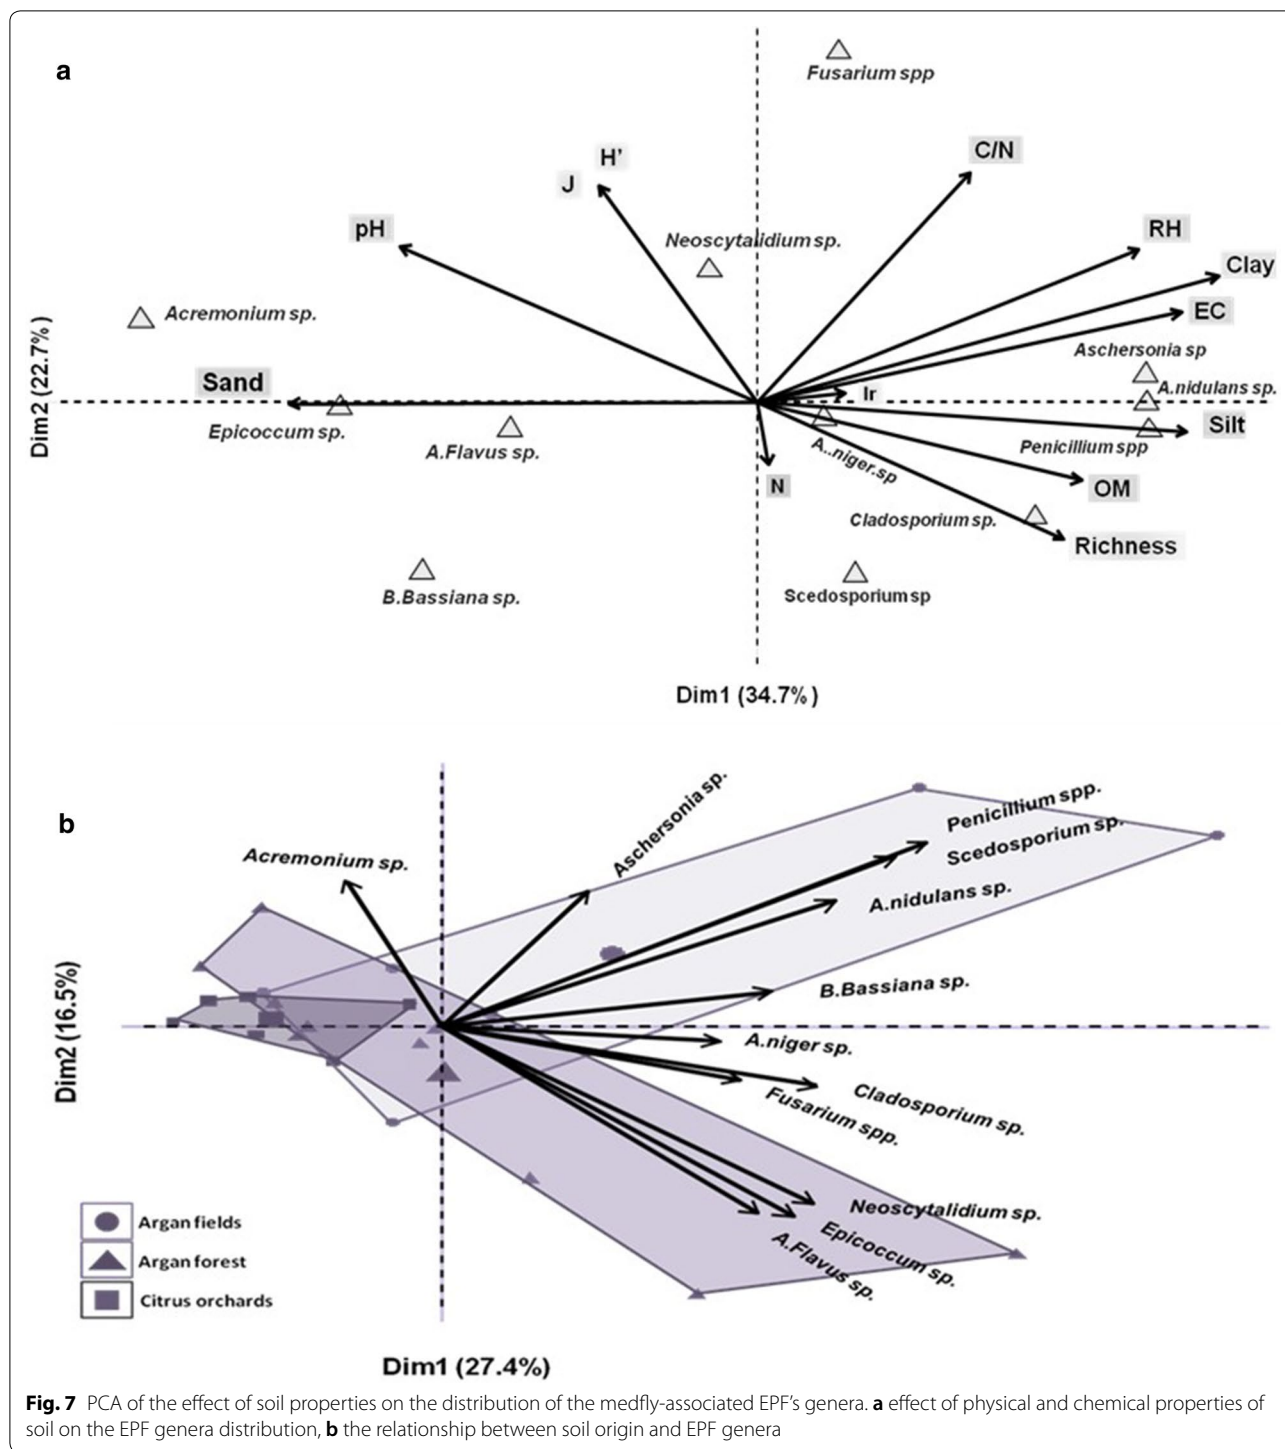 a
Fusarium spp
C/N
H’
J
Neoscytalidium sp.
pH
RH
Clay
EC
Acremonium sp.
Aschersonia sp
A.nidulans sp.
Sand
Ir
Silt
Epicoccum sp.
A.Flavus sp.
Penicillium spp
A..niger.sp
N
OM
Cladosporium sp.
Richness
B.Bassiana sp.
Scedosporium sp
Dim2 (22.7%)
Dim1 (34.7%)
b
Acremonium sp.
Aschersonia sp.
Penicillium spp.
Scedosporium sp.
A.nidulans sp.
B.Bassiana sp.
A.niger sp.
Cladosporium sp.
Fusarium spp.
Neoscytalidium sp.
Epicoccum sp.
A.Flavus sp.
Dim2 (16.5%)
Argan fields
Argan forest
Citrus orchards
Dim1 (27.4%)
Fig. 7 PCA of the effect of soil properties on the distribution of the medfly-associated EPF’s genera. a effect of physical and chemical properties of
soil on the EPF genera distribution, b the relationship between soil origin and EPF genera